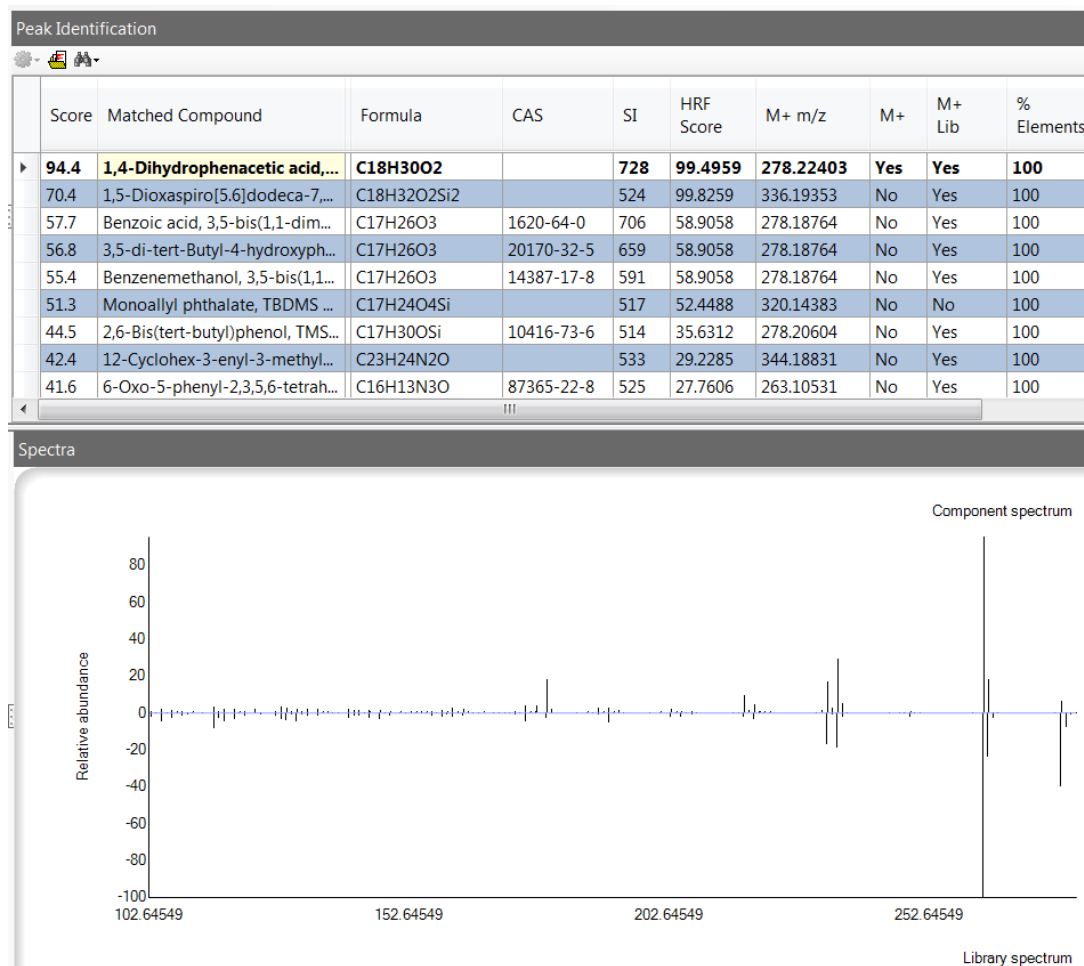 Peak Identification
Score Matched Compound Formula CAS SI HRF Score M+ m/z M+ M+ Lib % Elements
94.4 1,4-Dihydrophenacetic acid,... C18H30O2 728 99.4959 278.22403 Yes Yes 100
70.4 1,5-Dioxaspiro[5.6]dodeca-7,... C18H32O2Si2 524 99.8259 336.19353 No Yes 100
57.7 Benzoic acid, 3,5-bis(1,1-dim... C17H26O3 1620-64-0 706 58.9058 278.18764 No Yes 100
56.8 3,5-di-tert-Butyl-4-hydroxyph... C17H26O3 20170-32-5 659 58.9058 278.18764 No Yes 100
55.4 Benzenemethanol, 3,5-bis(1,1... C17H26O3 14387-17-8 591 58.9058 278.18764 No Yes 100
51.3 Monoallyl phthalate, TBDMS ... C17H24O4Si 517 52.4488 320.14383 No No 100
44.5 2,6-Bis(tert-butyl)phenol, TMS... C17H30OSi 10416-73-6 514 35.6312 278.20604 No Yes 100
42.4 12-Cyclohex-3-enyl-3-methyl... C23H24N2O 533 29.2285 344.18831 No Yes 100
41.6 6-Oxo-5-phenyl-2,3,5,6-tetrah... C16H13N3O 87365-22-8 525 27.7606 263.10531 No Yes 100
Spectra
Component spectrum
80
60
40
20
0
-20
-40
-60
-80
-100
Relative abundance
102.64549 152.64549 202.64549 252.64549
Library spectrum